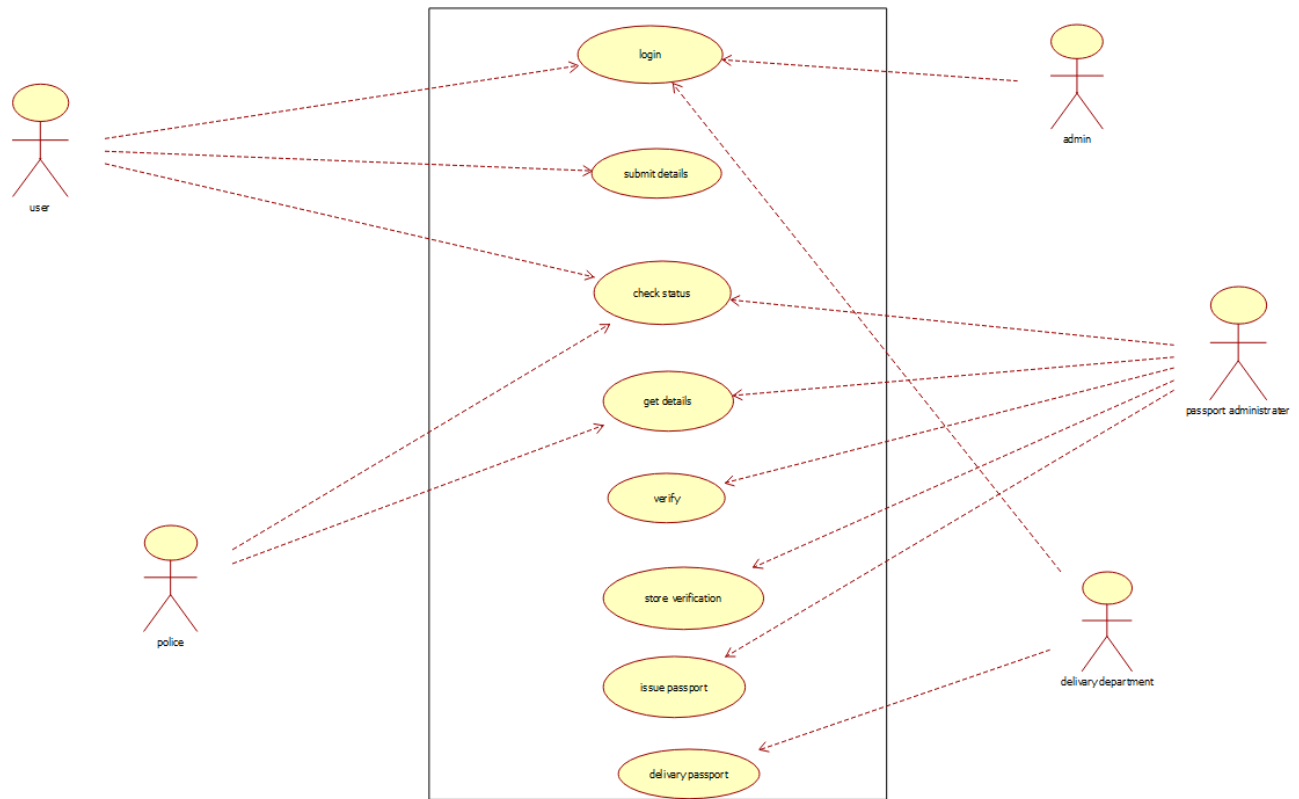 login
admin
submit details
user
check status
get details
passport administrater
verify
store verification
police
issue passport
delivary department
delivary passport